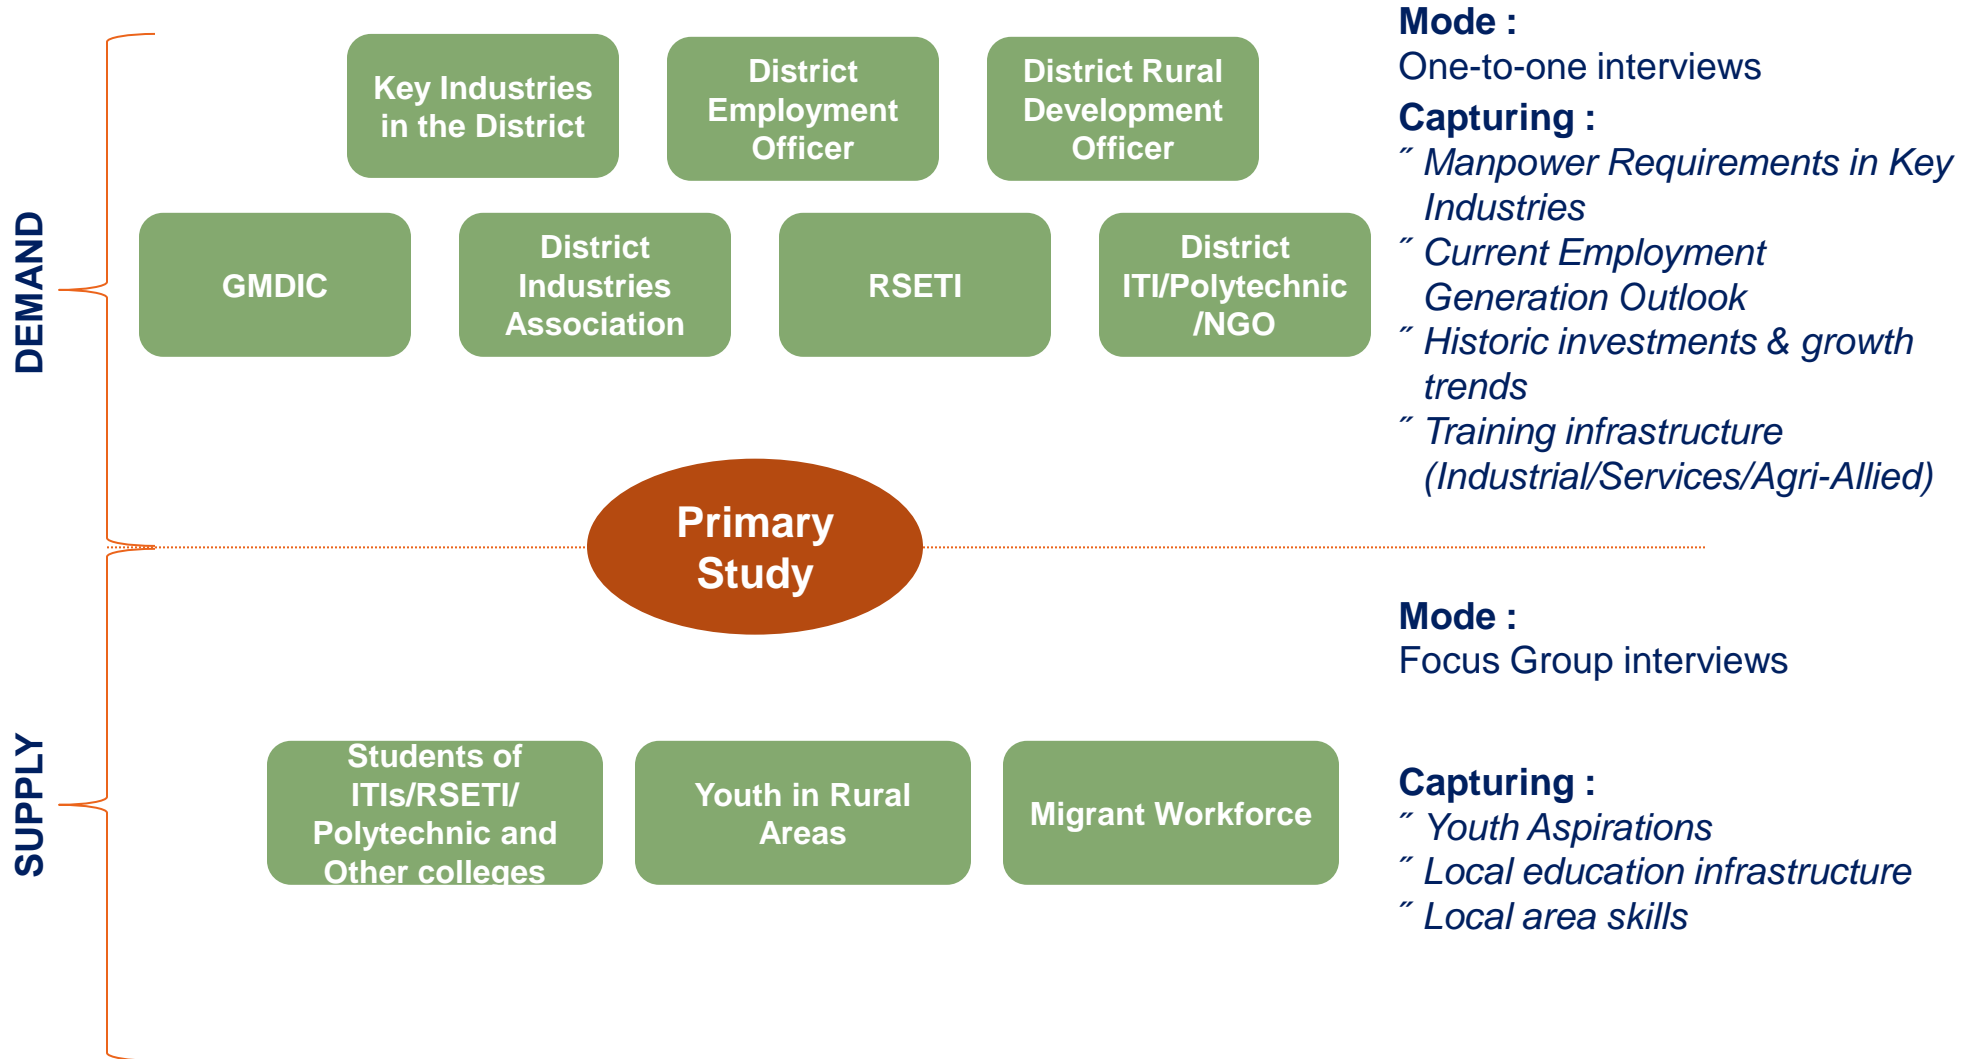 DEMAND
Key Industries
in the District
District
Employment
Officer
District Rural
Development
Officer
GMDIC
District
Industries
Association
RSETI
District
ITI/Polytechnic
/NGO
Mode :
One-to-one interviews
Capturing :
˝ Manpower Requirements in Key
Industries
˝ Current Employment
Generation Outlook
˝ Historic investments & growth
trends
˝ Training infrastructure
(Industrial/Services/Agri-Allied)
Primary
Study
SUPPLY
Students of
ITIs/RSETI/
Polytechnic and
Other colleges
Youth in Rural
Areas
Migrant Workforce
Mode :
Focus Group interviews
Capturing :
˝ Youth Aspirations
˝ Local education infrastructure
˝ Local area skills